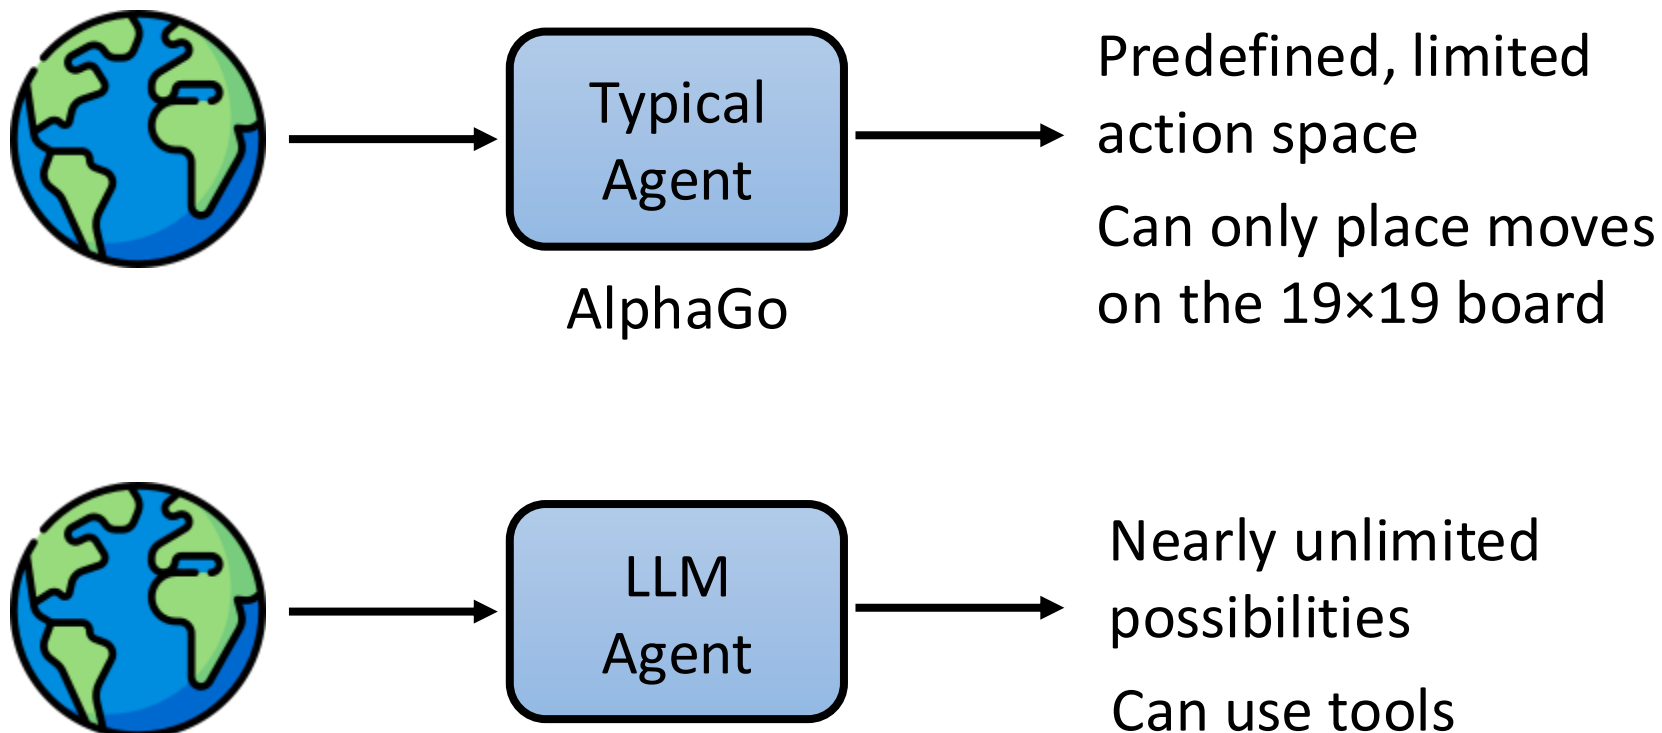 Typical
Agent
AlphaGo
Predefined, limited
action space
Can only place moves
on the 19×19 board
LLM
Agent
Nearly unlimited
possibilities
Can use tools